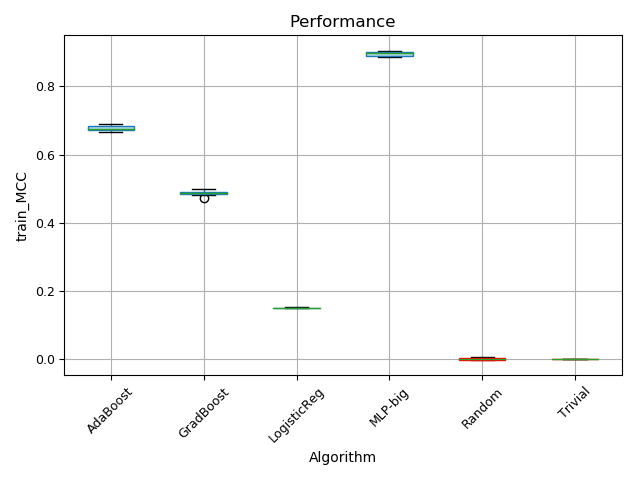 Performance
train_MCC
0.8
0.6
0.4
0.2
0.0
AdaBoost
GradBoost
LogisticReg
MLP-big
Random
Trivial
Algorithm